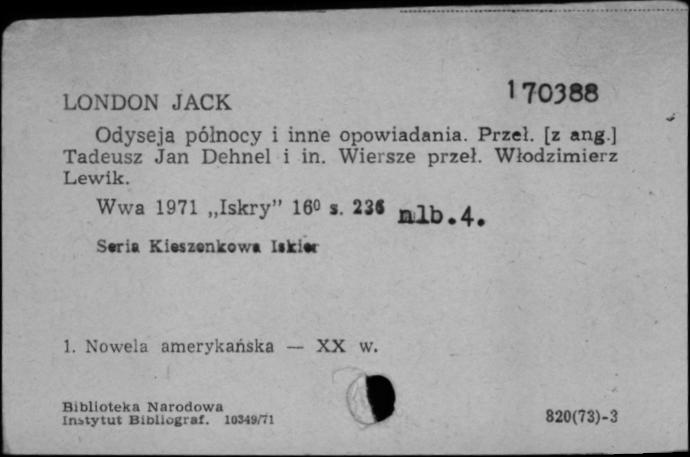 170388
LONDON JACK
Odyseja północy i inne opowiadania. Przeł. [z ang.]
Tadeusz Jan Dehnel i in. Wiersze przeł. Włodzimierz
Lewik.
Wwa 1971 „Iskry” 16⁰ s. 236 nlb.4.
Seria Kieszonkowa Iskier
1. Nowela amerykańska — XX w.
Biblioteka Narodowa
Instytut Bibliograf. 10349/71
820(73)-3